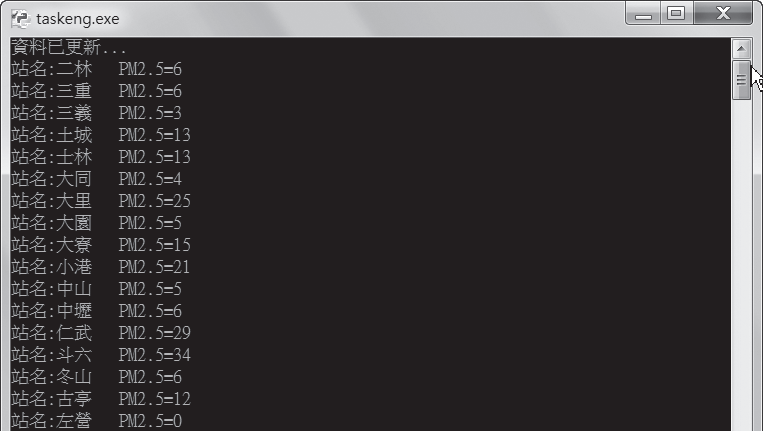 taskeng.exe
資料已更新...
站名:二林 PM2.5=6
站名:三重 PM2.5=6
站名:三義 PM2.5=3
站名:土城 PM2.5=13
站名:士林 PM2.5=13
站名:大同 PM2.5=4
站名:大里 PM2.5=25
站名:大園 PM2.5=5
站名:大寮 PM2.5=15
站名:小港 PM2.5=21
站名:中山 PM2.5=5
站名:中壢 PM2.5=6
站名:仁武 PM2.5=29
站名:斗六 PM2.5=34
站名:冬山 PM2.5=6
站名:古亭 PM2.5=12
站名:左營 PM2.5=0